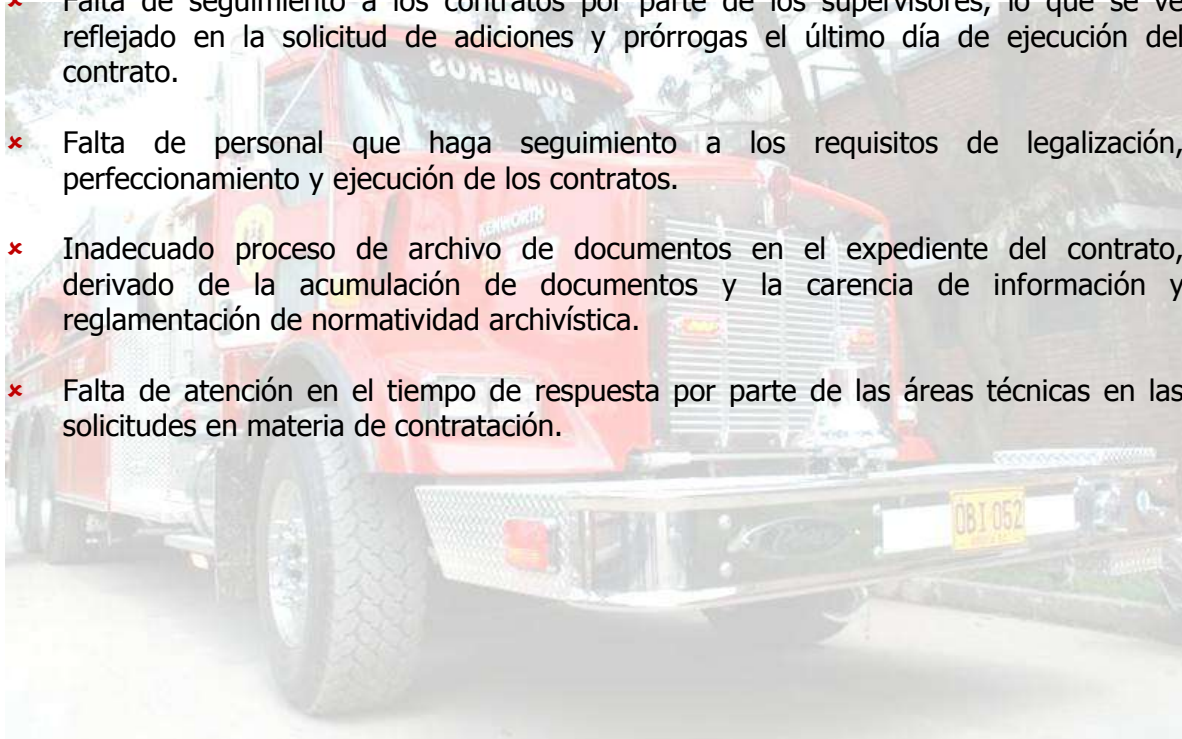 × Falta de seguimiento a los contratos por parte de los supervisores, lo que se ve
reflejado en la solicitud de adiciones y prórrogas el último día de ejecución del
contrato.
× Falta de personal que haga seguimiento a los requisitos de legalización,
perfeccionamiento y ejecución de los contratos.
× Inadecuado proceso de archivo de documentos en el expediente del contrato,
derivado de la acumulación de documentos y la carencia de información y
reglamentación de normatividad archivística.
× Falta de atención en el tiempo de respuesta por parte de las áreas técnicas en las
solicitudes en materia de contratación.
BOMBEROS
KENWORTH
OBI 052